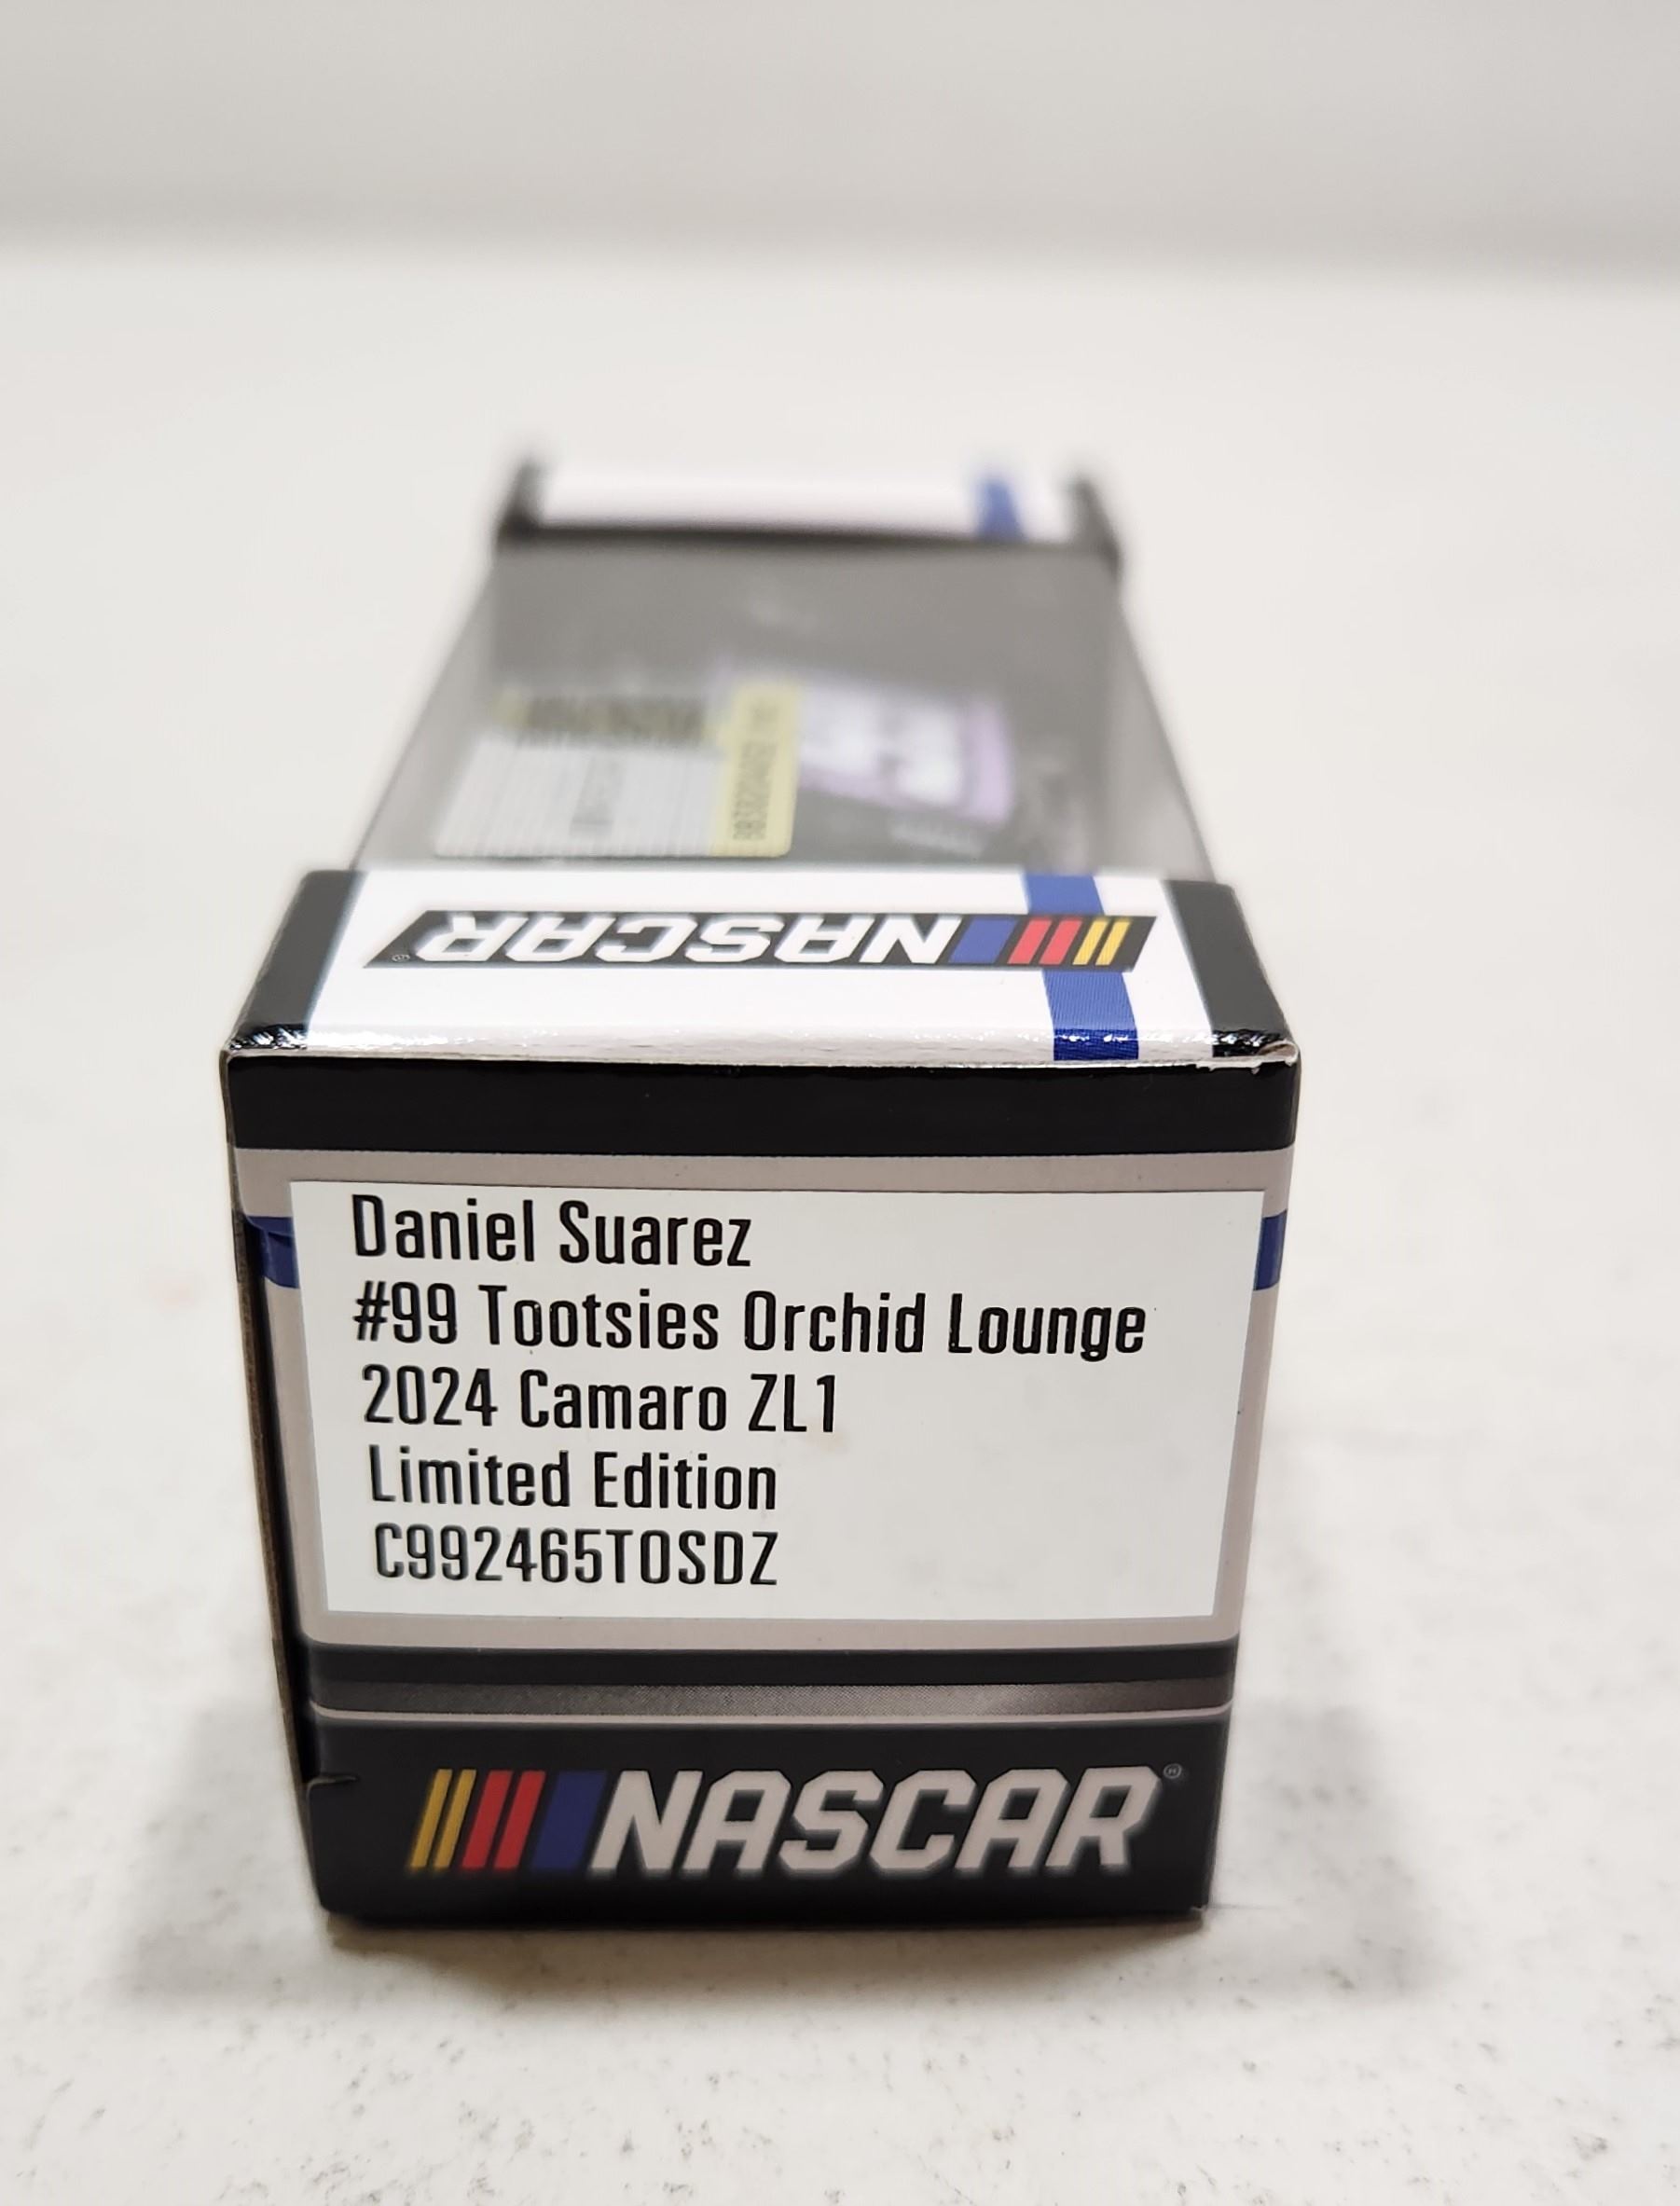 NASCAR
Daniel Suarez
#99 Tootsies Orchid Lounge
2024 Camaro ZL1
Limited Edition
C992465TOSDZ
NASCAR®